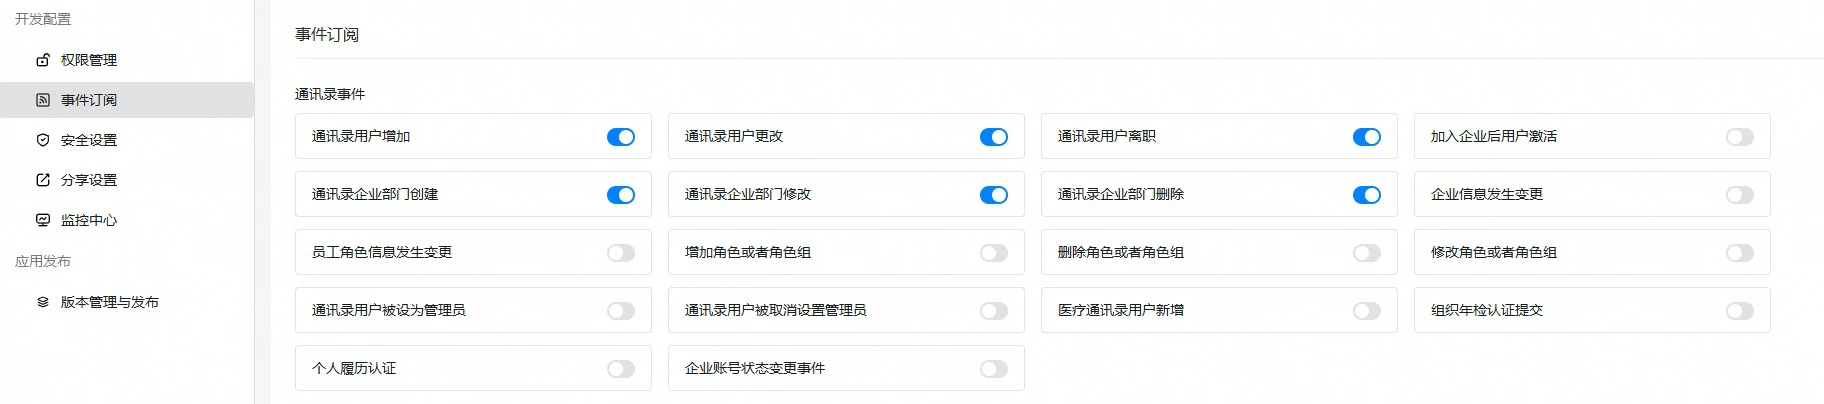 开发配置
权限管理
事件订阅
安全设置
分享设置
监控中心
应用发布
版本管理与发布
事件订阅
通讯录事件
通讯录用户增加
通讯录用户更改
通讯录用户离职
加入企业后用户激活
通讯录企业部门创建
通讯录企业部门修改
通讯录企业部门删除
企业信息发生变更
员工角色信息发生变更
增加角色或者角色组
删除角色或者角色组
修改角色或者角色组
通讯录用户被设为管理员
通讯录用户被取消设置管理员
医疗通讯录用户新增
组织年检认证提交
个人履历认证
企业账号状态变更事件